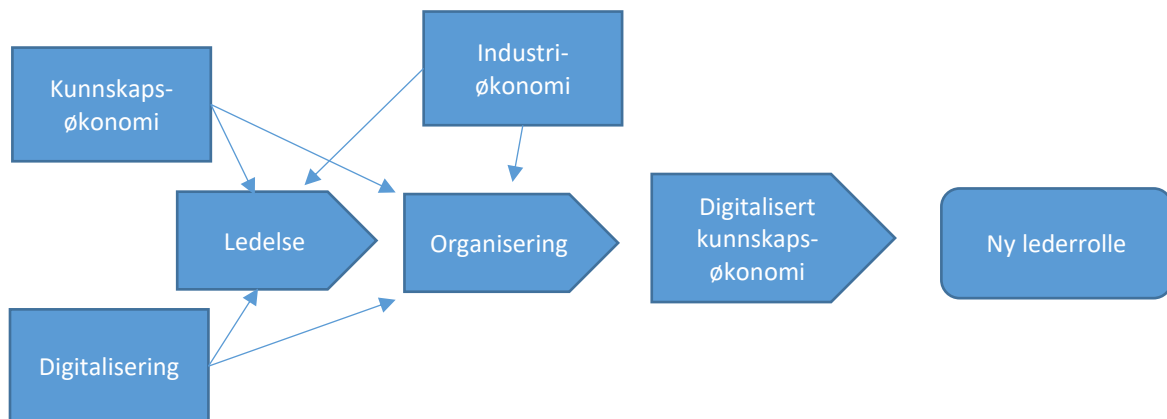 Kunnskaps-
økonomi
Industri-
økonomi
Ledelse
Organisering
Digitalisert
kunnskaps-
økonomi
Ny lederrolle
Digitalisering